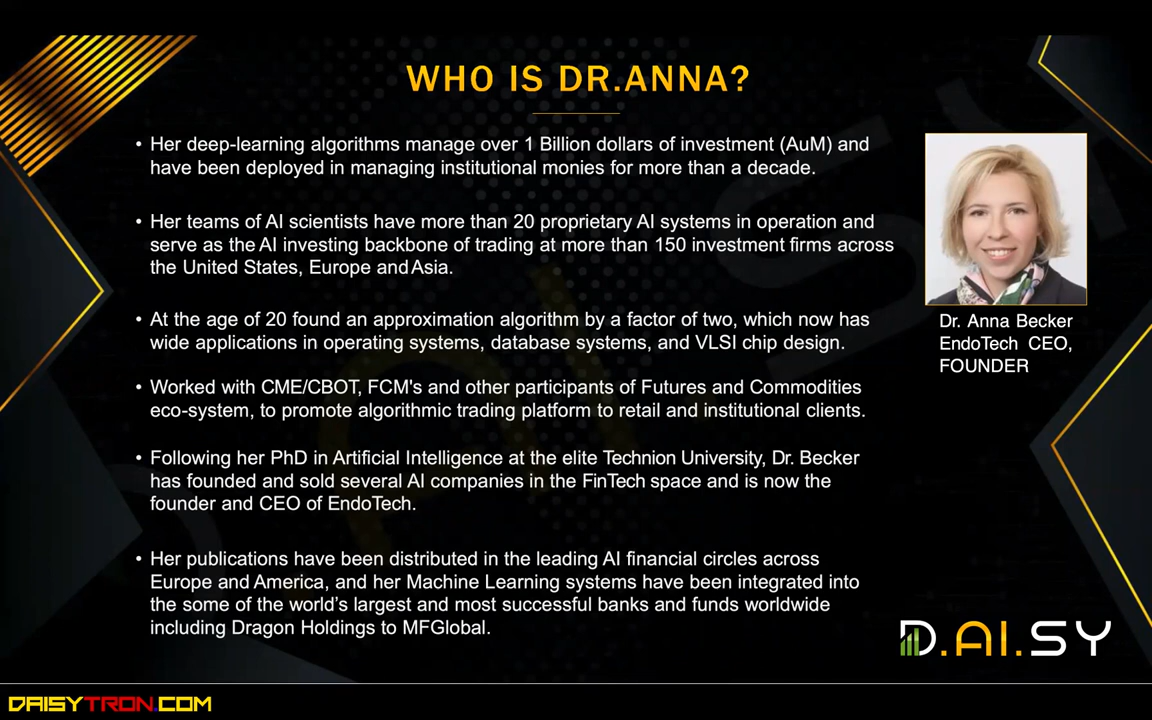 WHO IS DR.ANNA?
• Her deep-learning algorithms manage over 1 Billion dollars of investment (AuM) and
have been deployed in managing institutional monies for more than a decade.
• Her teams of AI scientists have more than 20 proprietary AI systems in operation and
serve as the AI investing backbone of trading at more than 150 investment firms across
the United States, Europe and Asia.
• At the age of 20 found an approximation algorithm by a factor of two, which now has
wide applications in operating systems, database systems, and VLSI chip design.
• Worked with CME/CBOT, FCM's and other participants of Futures and Commodities
eco-system, to promote algorithmic trading platform to retail and institutional clients.
• Following her PhD in Artificial Intelligence at the elite Technion University, Dr. Becker
has founded and sold several AI companies in the FinTech space and is now the
founder and CEO of EndoTech.
• Her publications have been distributed in the leading AI financial circles across
Europe and America, and her Machine Learning systems have been integrated into
the some of the world's largest and most successful banks and funds worldwide
including Dragon Holdings to MFGlobal.
Dr. Anna Becker
EndoTech CEO,
FOUNDER
D.AI.SY
DAISYTRON.COM